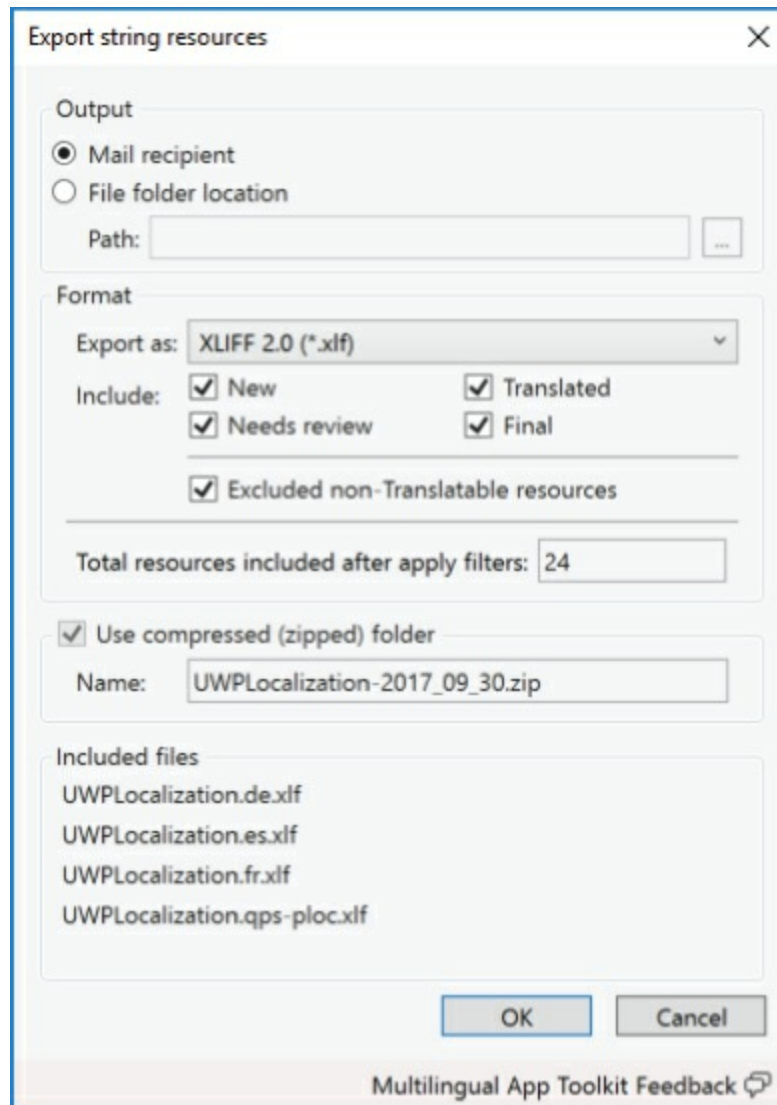 Export string resources
Output
Mail recipient
File folder location
Path:
...
Format
Export as: XLIFF 2.0 (*.xlf)
Include: New Translated
Needs review Final
Excluded non-Translatable resources
Total resources included after apply filters: 24
Use compressed (zipped) folder
Name: UWPLocalization-2017_09_30.zip
Included files
UWPLocalization.de.xlf
UWPLocalization.es.xlf
UWPLocalization.fr.xlf
UWPLocalization.qps-ploc.xlf
OK Cancel
Multilingual App Toolkit Feedback